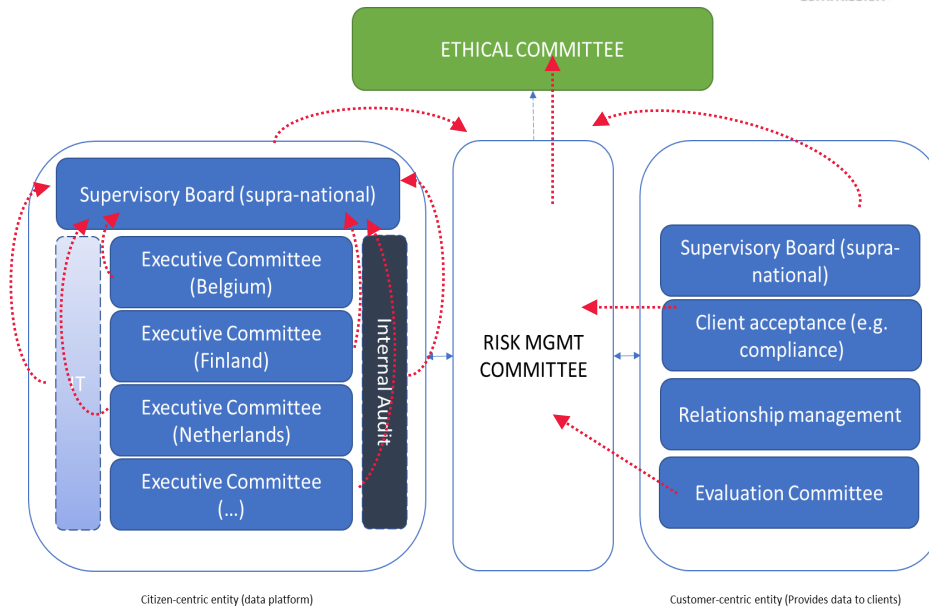 ETHICAL COMMITTEE
Supervisory Board (supra-national)
Executive Committee
(Belgium)
Executive Committee
(Finland)
Executive Committee
(Netherlands)
Executive Committee
(...)
IT
Internal Audit
RISK MGMT
COMMITTEE
Supervisory Board (supra-
national)
Client acceptance (e.g.
compliance)
Relationship management
Evaluation Committee
Citizen-centric entity (data platform)
Customer-centric entity (Provides data to clients)